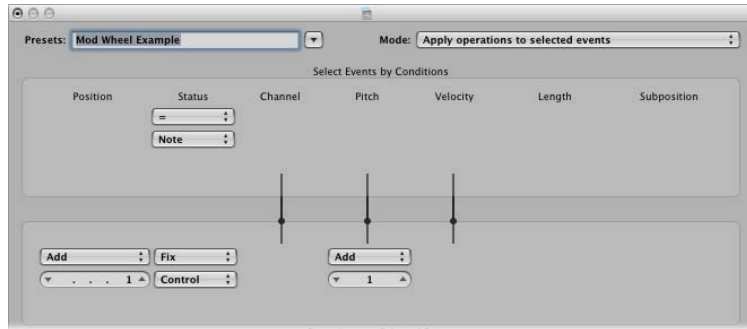 Presets: Mod Wheel Example Mode: Apply operations to selected events
Select Events by Conditions
Position Status Channel Pitch Velocity Length Subposition
=
Note
Add Fix Add
. . . 1 Control 1